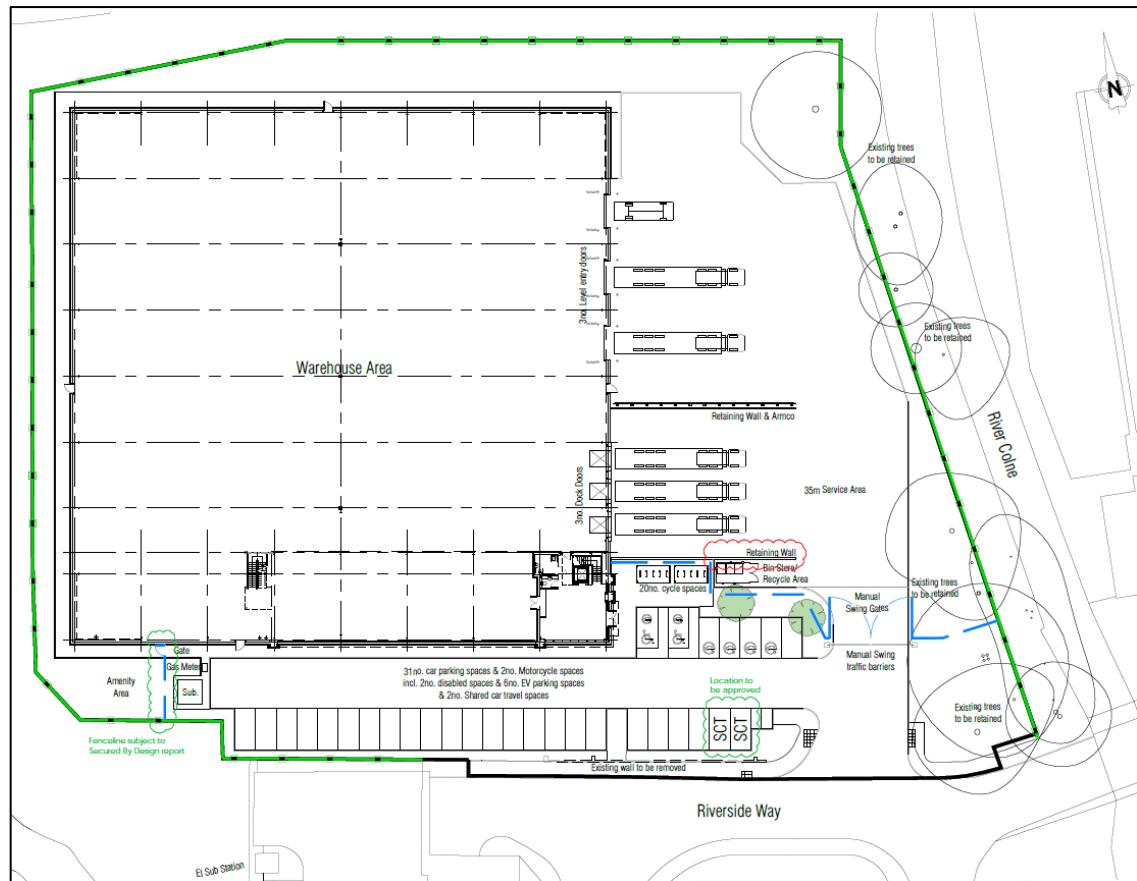 N
Existing trees
to be retained
3no. Level entry doors
Existing trees
to be retained
Warehouse Area
Retaining Wall & Armco
River Colne
3no. Dock Doors
35m Service Area
Retaining Wall
Bin Store/
Recycle Area
20no. cycle spaces
Existing trees
to be retained
Manual
Swing Gates
Manual Swing
traffic barriers
Gate
Gas Meter
Amenity
Area
Sub.
31no. car parking spaces & 2no. Motorcycle spaces
incl. 2no. disabled spaces & 6no. EV parking spaces
& 2no. Shared car travel spaces
Location to
be approved
SCT
SCT
Existing trees
to be retained
Fenceline subject to
Secured By Design report
Existing wall to be removed
Riverside Way
El Sub Station